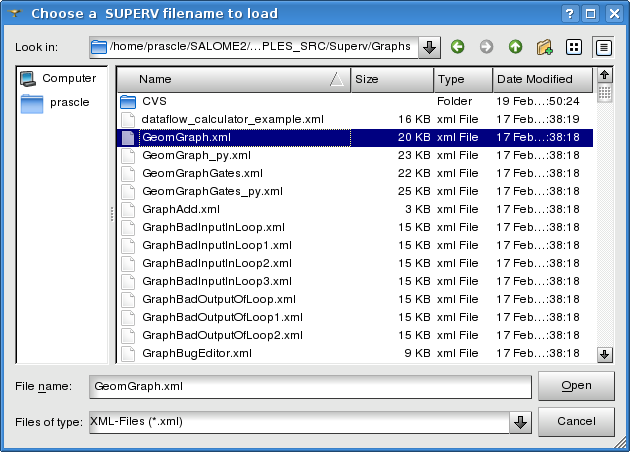 Choose a SUPERV filename to load
Look in: /home/prascle/SALOME2/...PLES_SRC/Superv/Graphs
Computer
prascle
Name Size Type Date Modified
CVS Folder 19 Feb...:50:24
dataflow_calculator_example.xml 16 KB xml File 17 Feb...:38:19
GeomGraph.xml 20 KB xml File 17 Feb...:38:18
GeomGraph_py.xml 23 KB xml File 17 Feb...:38:18
GeomGraphGates.xml 22 KB xml File 17 Feb...:38:18
GeomGraphGates_py.xml 25 KB xml File 17 Feb...:38:18
GraphAdd.xml 3 KB xml File 17 Feb...:38:18
GraphBadInputInLoop.xml 15 KB xml File 17 Feb...:38:18
GraphBadInputInLoop1.xml 15 KB xml File 17 Feb...:38:18
GraphBadInputInLoop2.xml 15 KB xml File 17 Feb...:38:18
GraphBadInputInLoop3.xml 15 KB xml File 17 Feb...:38:18
GraphBadOutputOfLoop.xml 15 KB xml File 17 Feb...:38:18
GraphBadOutputOfLoop1.xml 15 KB xml File 17 Feb...:38:18
GraphBadOutputOfLoop2.xml 15 KB xml File 17 Feb...:38:18
GraphBugEditor.xml 9 KB xml File 17 Feb...:38:18
File name: GeomGraph.xml Open
Files of type: XML-Files (*.xml) Cancel